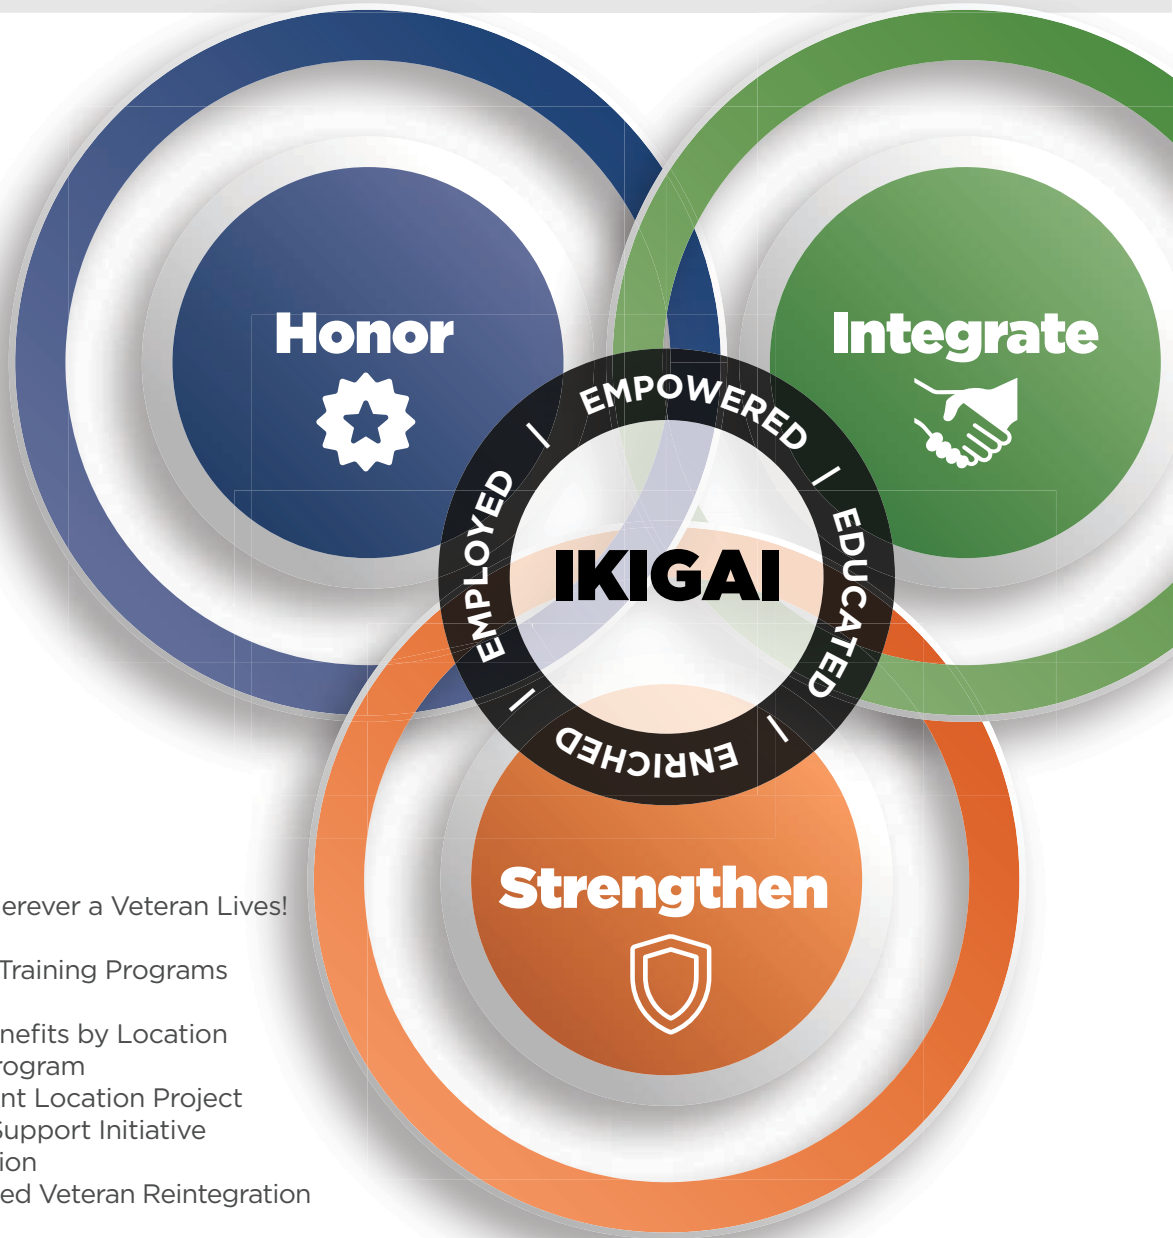 Honor
Integrate
EMPOWERED | EDUCATED | ENRICHED | EMPLOYED |
IKIGAI
Strengthen
erever a Veteran Lives!
Training Programs
nefits by Location
rogram
nt Location Project
Support Initiative
ion
ed Veteran Reintegration